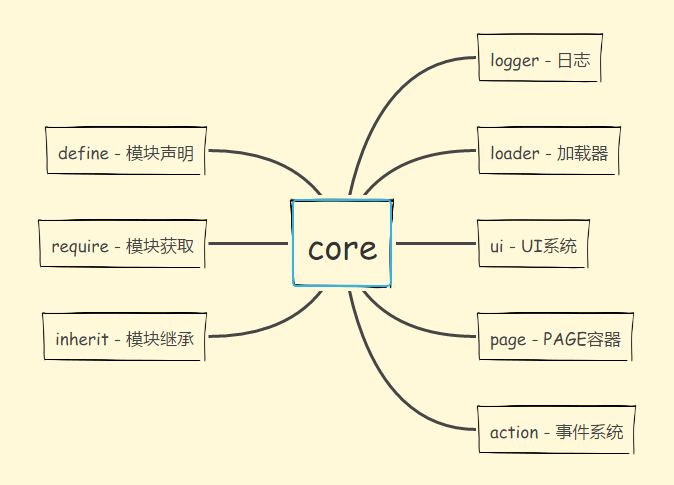 logger - 日志
define - 模块声明
loader - 加载器
core
require - 模块获取
ui - UI系统
inherit - 模块继承
page - PAGE容器
action - 事件系统